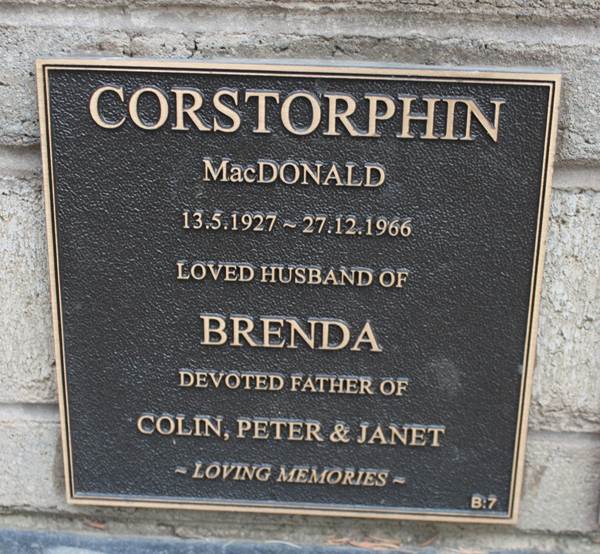 CORSTORPHIN
MacDONALD
13.5.1927 ~ 27.12.1966
LOVED HUSBAND OF
BRENDA
DEVOTED FATHER OF
COLIN, PETER & JANET
~ LOVING MEMORIES ~
B:7